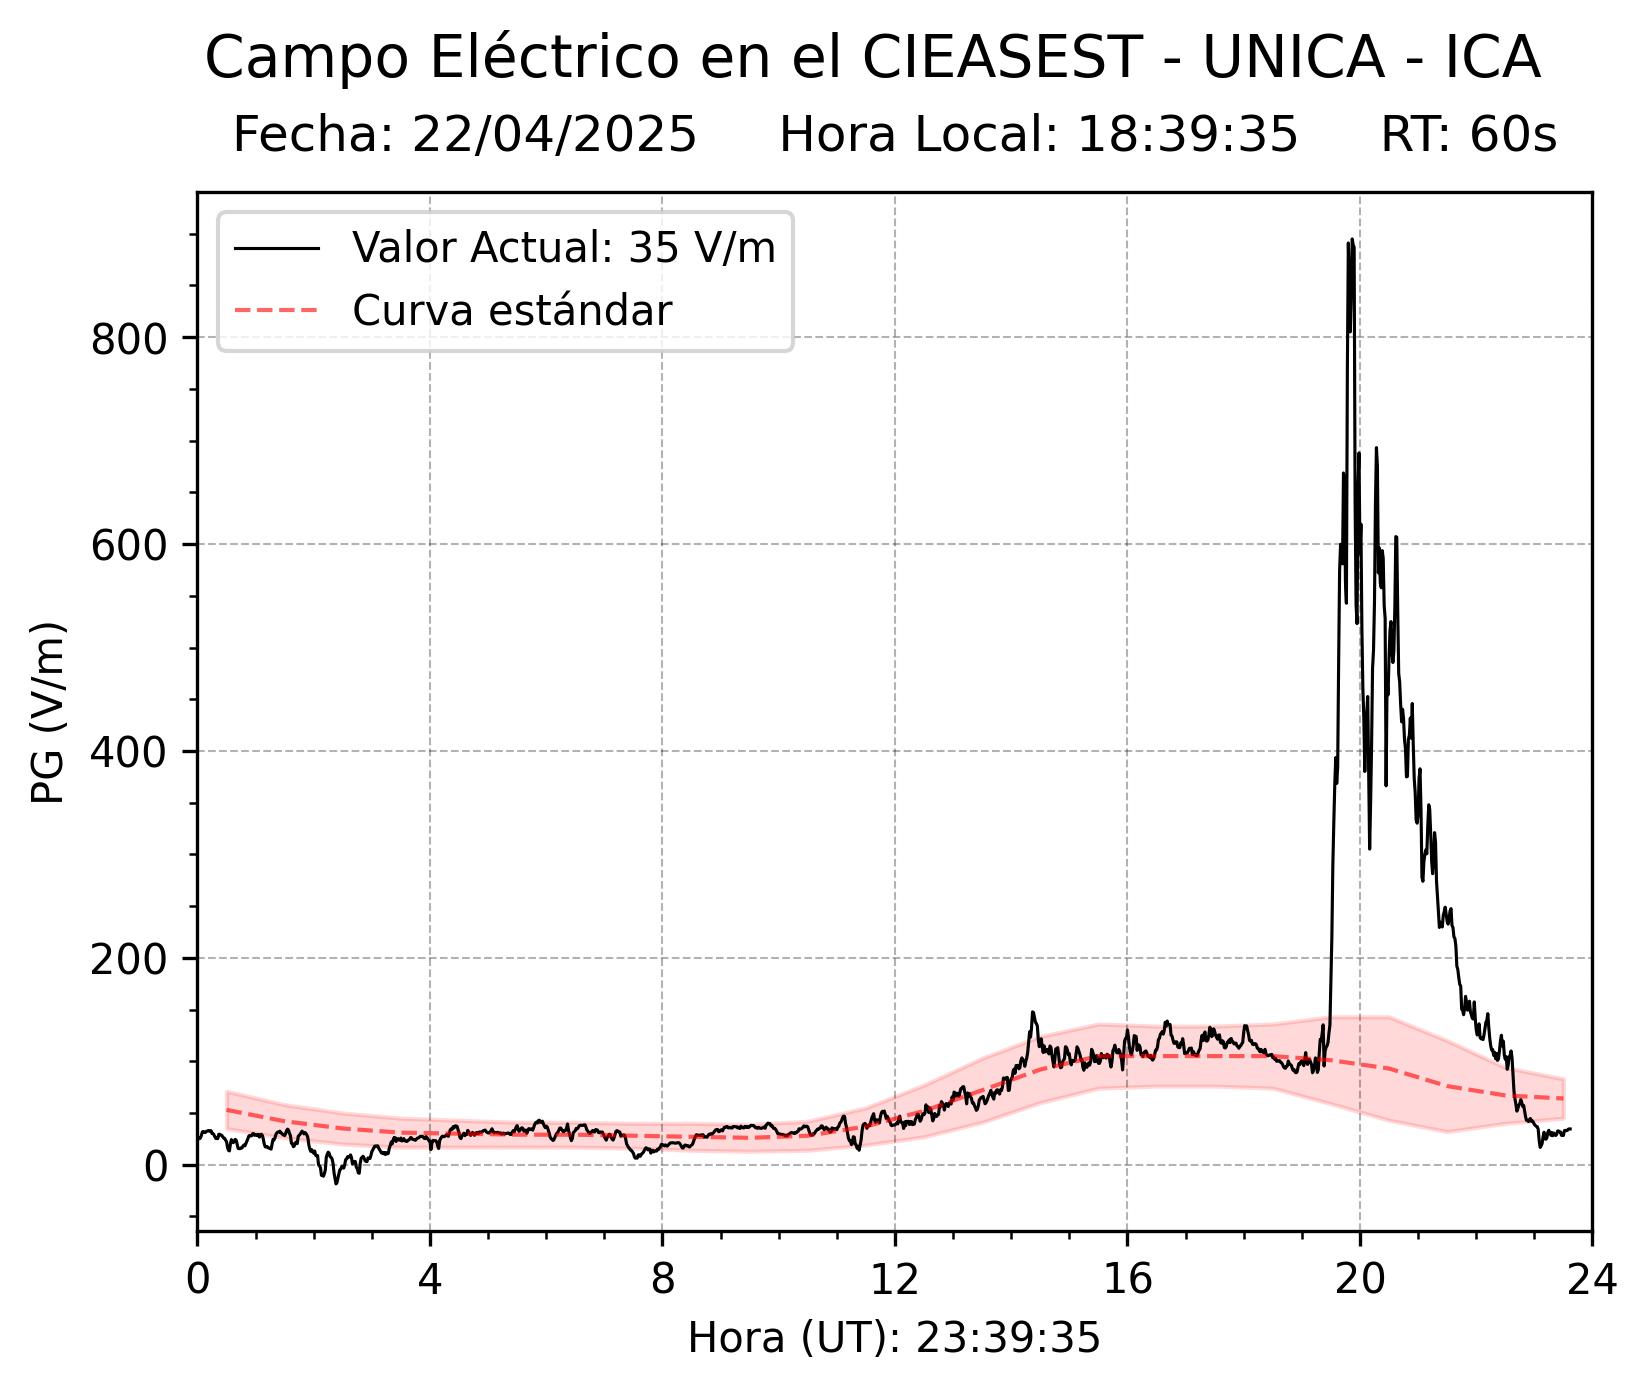 Campo Eléctrico en el CIEASEST - UNICA - ICA
Fecha: 22/04/2025 Hora Local: 18:39:35 RT: 60s
Valor Actual: 35 V/m
Curva estándar
PG (V/m)
800
600
400
200
0
0 4 8 12 16 20 24
Hora (UT): 23:39:35